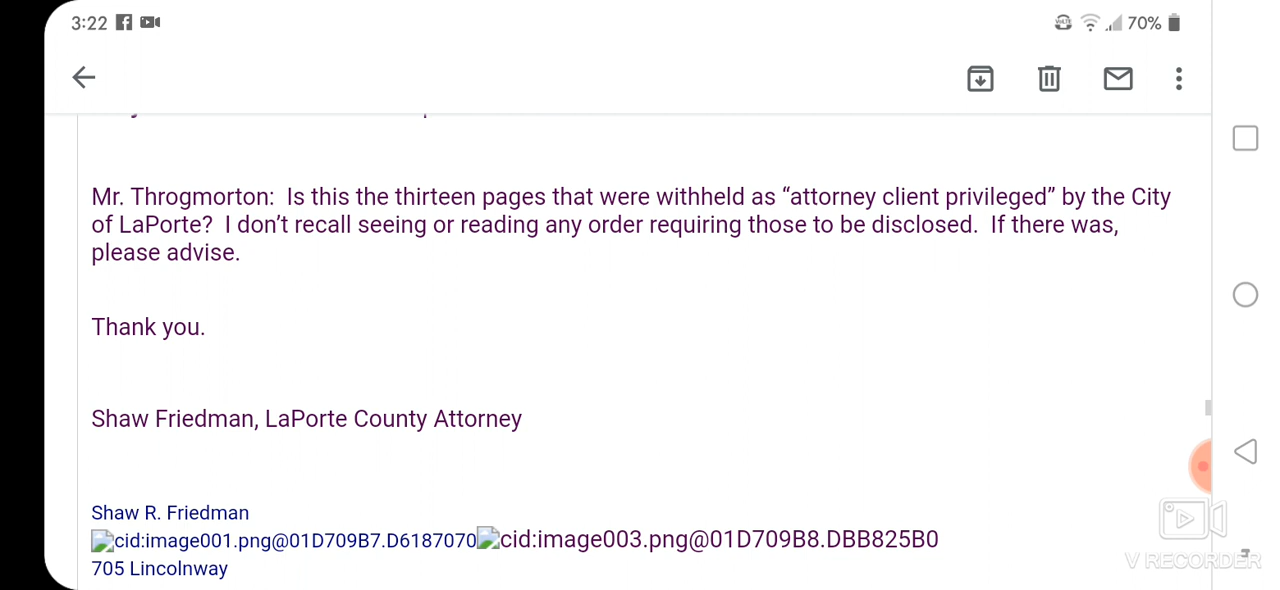 3:22
70%
Mr. Throgmorton:  Is this the thirteen pages that were withheld as “attorney client privileged” by the City
of LaPorte?  I don’t recall seeing or reading any order requiring those to be disclosed.  If there was,
please advise.
Thank you.
Shaw Friedman, LaPorte County Attorney
Shaw R. Friedman
cid:image001.png@01D709B7.D6187070 cid:image003.png@01D709B8.DBB825B0
705 Lincolnway
V RECORDER